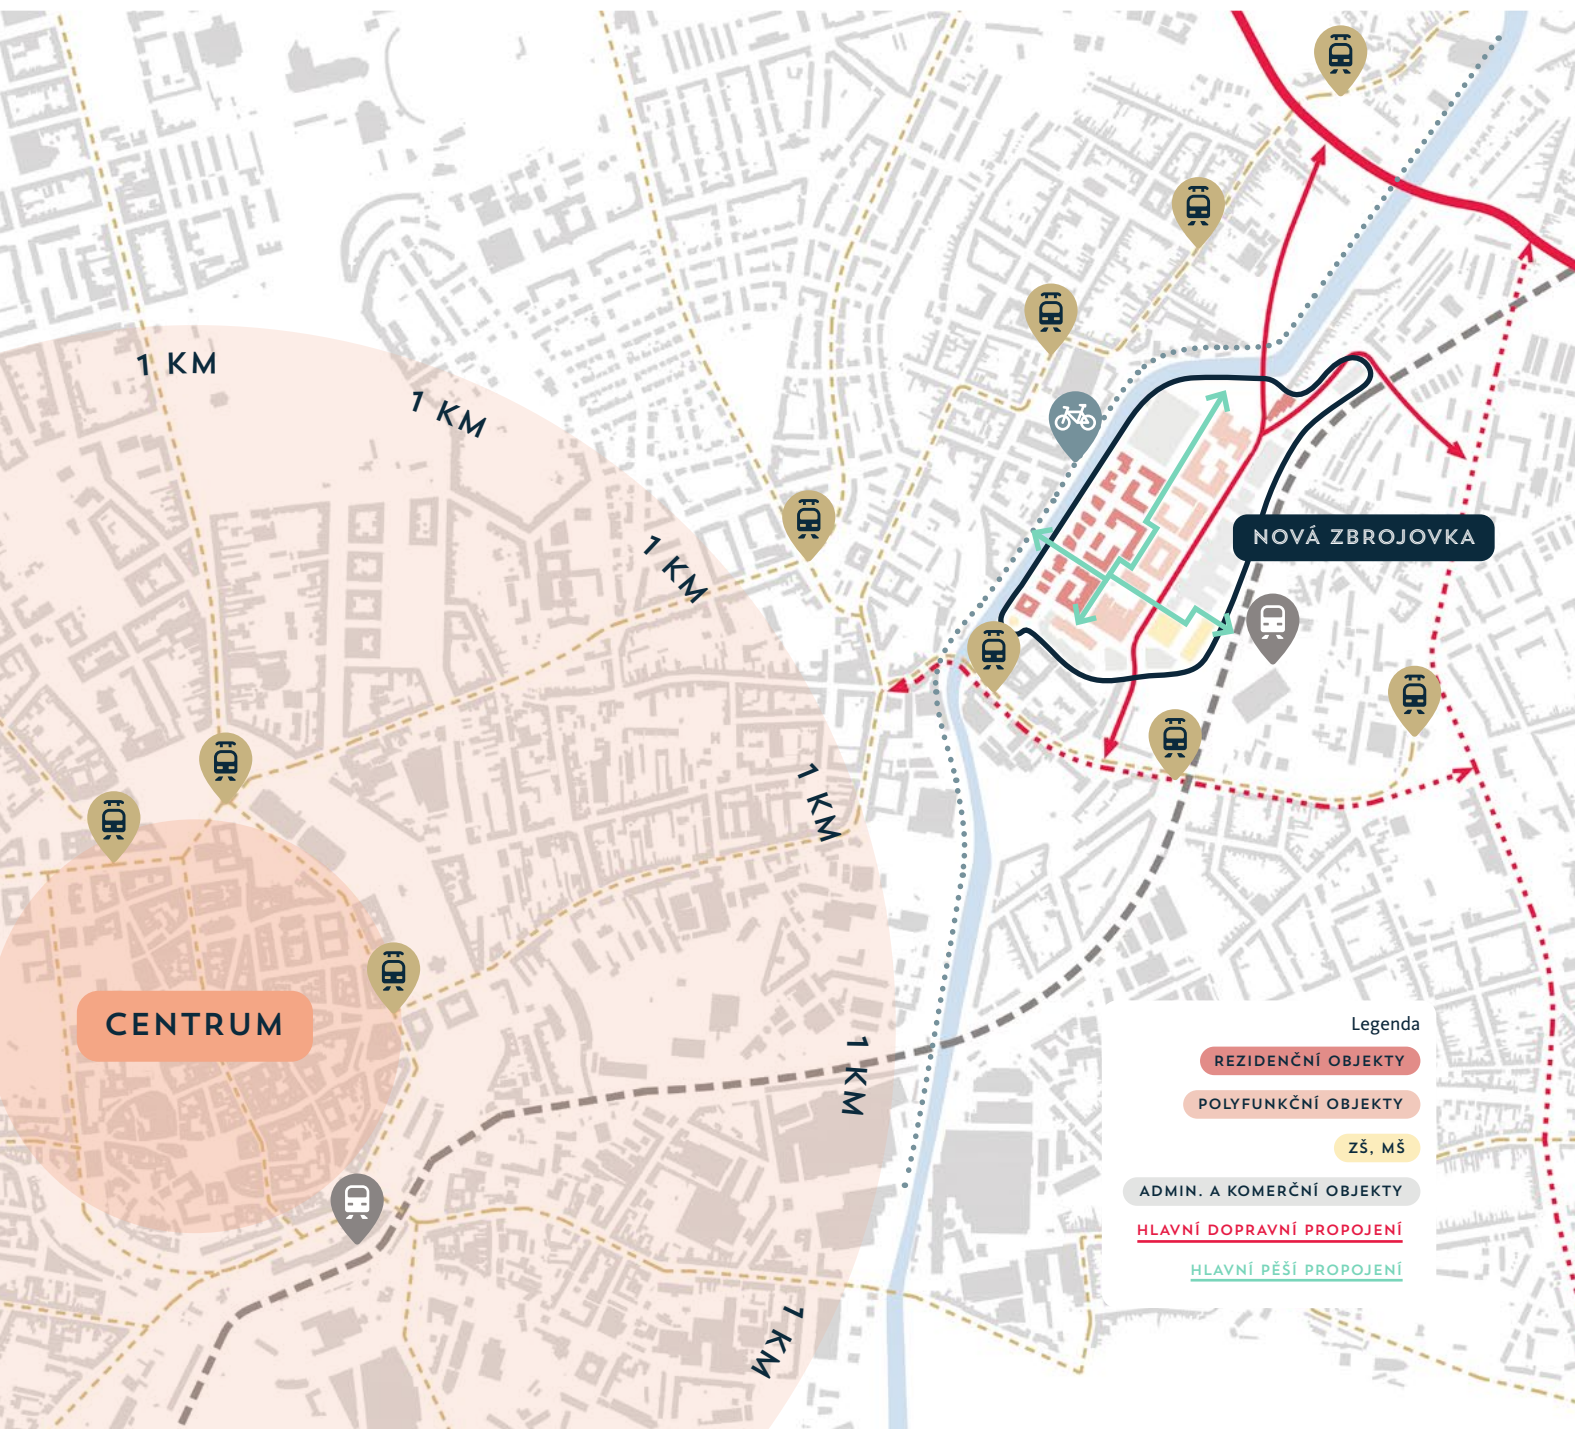 1 KM
1 KM
1 KM
NOVÁ ZBROJOVKA
1 KM
CENTRUM
1 KM
1 KM
Legenda
REZIDENČNÍ OBJEKTY
POLYFUNKČNÍ OBJEKTY
ZŠ, MŠ
ADMIN. A KOMERČNÍ OBJEKTY
HLAVNÍ DOPRAVNÍ PROPOJENÍ
HLAVNÍ PĚŠÍ PROPOJENÍ